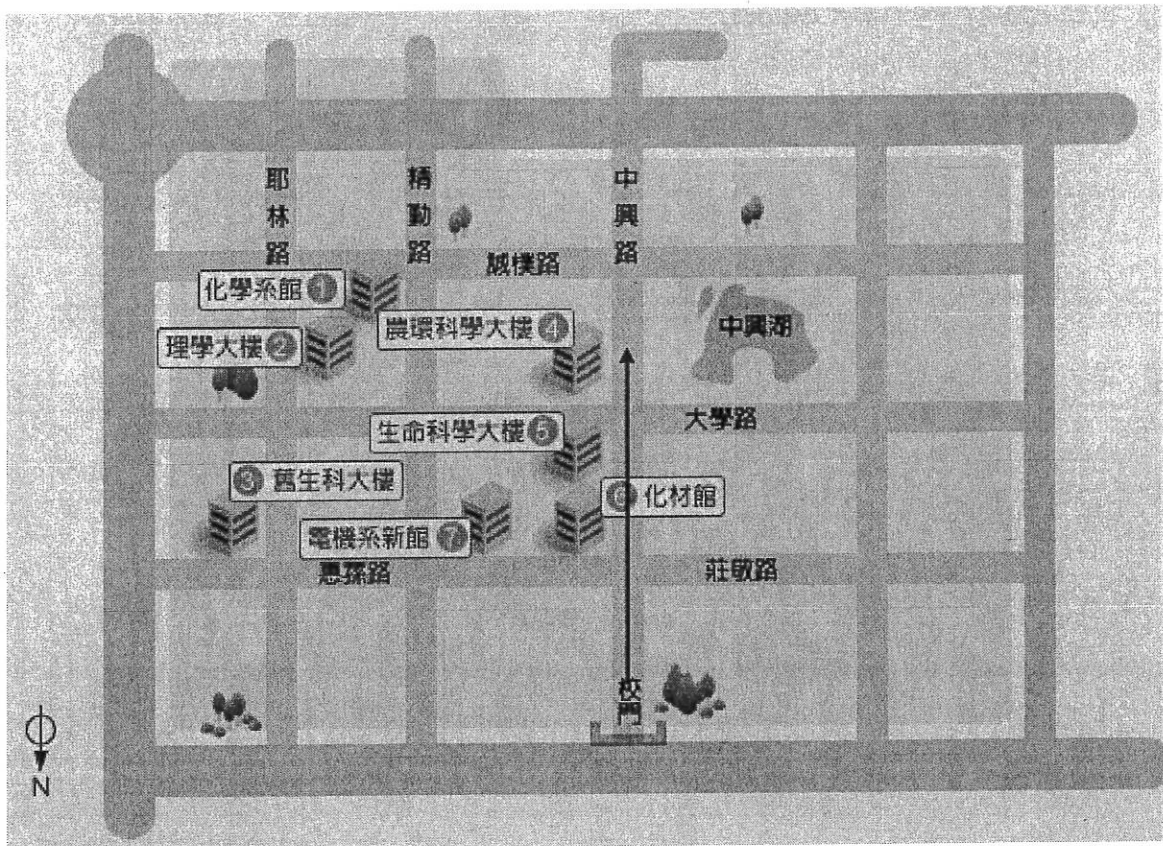 耶林路
精勤路
中興路
誠樸路
化學系館 1
農環科學大樓 4
中興湖
理學大樓 2
大學路
生命科學大樓 5
3 舊生科大樓
6 化材館
電機系新館 7
惠蓀路
莊敬路
校門
N